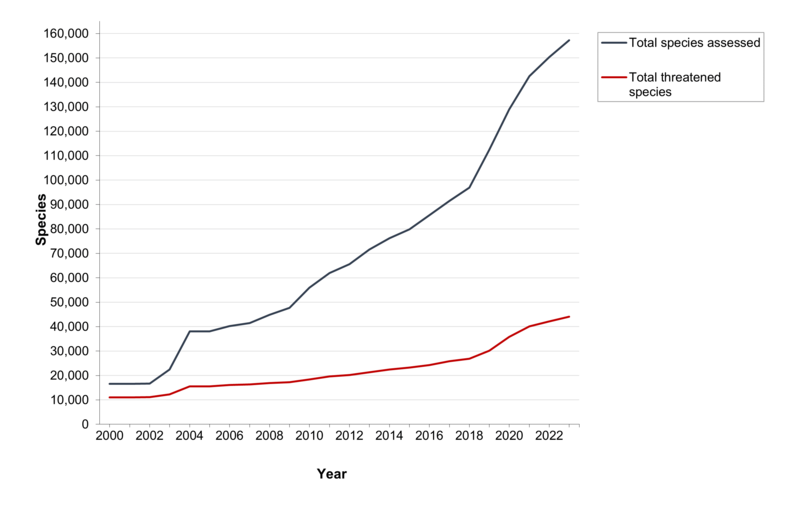 160,000
150,000
140,000
130,000
120,000
110,000
100,000
90,000
80,000
70,000
60,000
50,000
40,000
30,000
20,000
10,000
0
Species
2000 2002 2004 2006 2008 2010 2012 2014 2016 2018 2020 2022
Year
Total species assessed
Total threatened
species